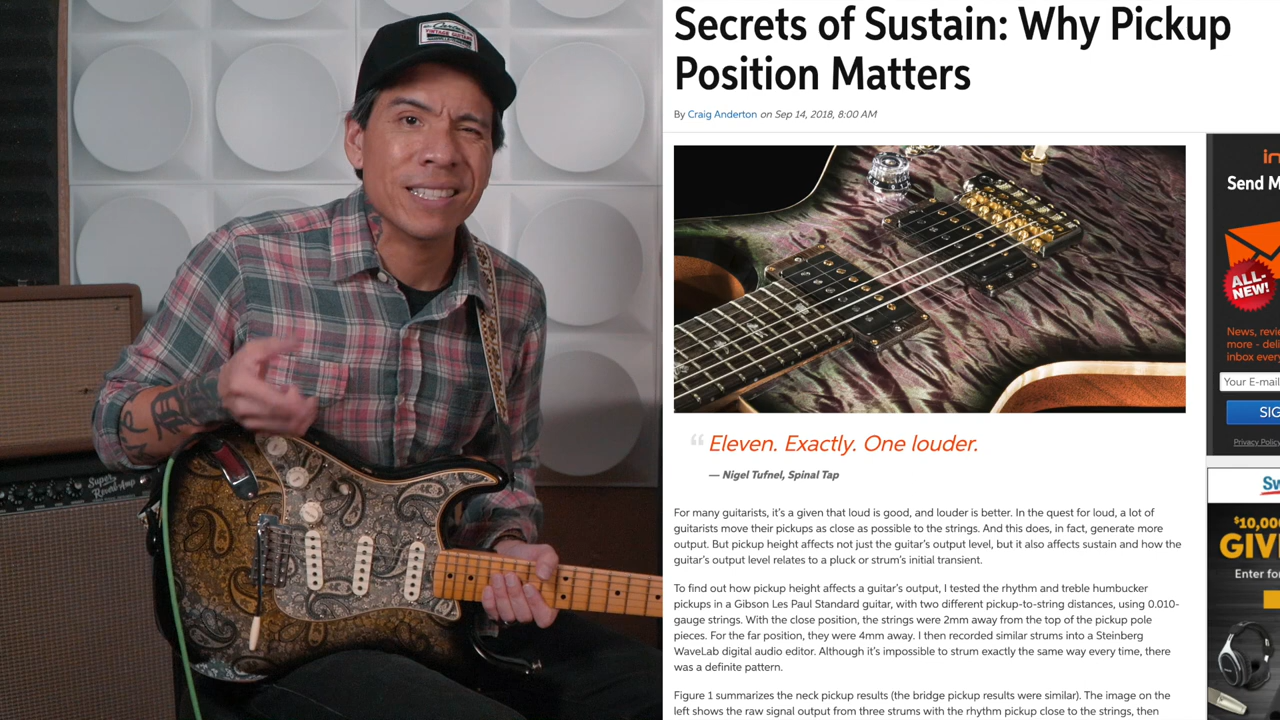 VINTAGE GUITARS
Super
Reverb-Amp
Secrets of Sustain: Why Pickup
Position Matters
By Craig Anderton on Sep 14, 2018, 8:00 AM
“ Eleven. Exactly. One louder.
— Nigel Tufnel, Spinal Tap
For many guitarists, it’s a given that loud is good, and louder is better. In the quest for loud, a lot of
guitarists move their pickups as close as possible to the strings. And this does, in fact, generate more
output. But pickup height affects not just the guitar’s output level, but it also affects sustain and how the
guitar’s output level relates to a pluck or strum’s initial transient.
To find out how pickup height affects a guitar’s output, I tested the rhythm and treble humbucker
pickups in a Gibson Les Paul Standard guitar, with two different pickup-to-string distances, using 0.010-
gauge strings. With the close position, the strings were 2mm away from the top of the pickup pole
pieces. For the far position, they were 4mm away. I then recorded similar strums into a Steinberg
WaveLab digital audio editor. Although it’s impossible to strum exactly the same way every time, there
was a definite pattern.
Figure 1 summarizes the neck pickup results (the bridge pickup results were similar). The image on the
left shows the raw signal output from three strums with the rhythm pickup close to the strings, then
in
Send M
ALL-
NEW!
News, revie
more - deli
inbox every
Your E-mail
SIG
Privacy Policy
Sw
$10,000
GIV
Enter for